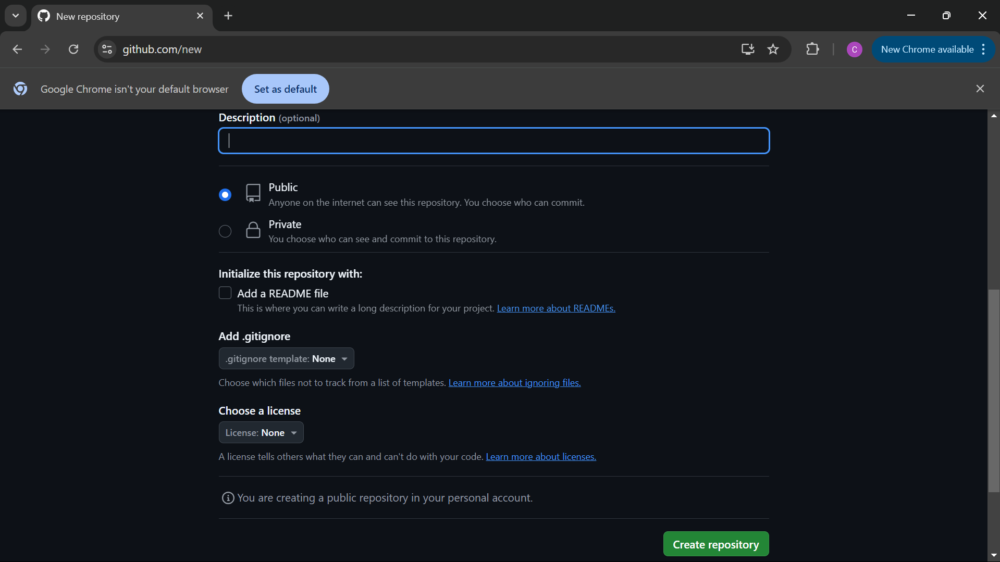 New repository
github.com/new
C
New Chrome available
Google Chrome isn't your default browser
Set as default
Description (optional)
Public
Anyone on the internet can see this repository. You choose who can commit.
Private
You choose who can see and commit to this repository.
Initialize this repository with:
Add a README file
This is where you can write a long description for your project. Learn more about READMEs.
Add .gitignore
.gitignore template: None
Choose which files not to track from a list of templates. Learn more about ignoring files.
Choose a license
License: None
A license tells others what they can and can't do with your code. Learn more about licenses.
You are creating a public repository in your personal account.
Create repository